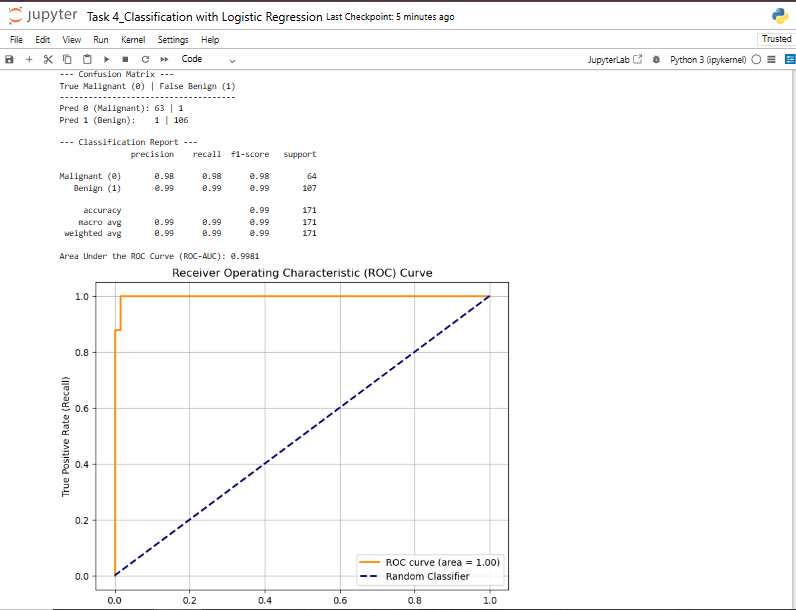 jupyter Task 4_Classification with Logistic Regression Last Checkpoint: 5 minutes ago
File Edit View Run Kernel Settings Help Trusted
Code JupyterLab Python 3 (ipykernel)
--- Confusion Matrix ---
True Malignant (0) | False Benign (1)
------------------------------------
Pred 0 (Malignant): 63 | 1
Pred 1 (Benign): 1 | 106
--- Classification Report ---
precision recall f1-score support
Malignant (0) 0.98 0.98 0.98 64
Benign (1) 0.99 0.99 0.99 107
accuracy 0.99 171
macro avg 0.99 0.99 0.99 171
weighted avg 0.99 0.99 0.99 171
Area Under the ROC Curve (ROC-AUC): 0.9981
Receiver Operating Characteristic (ROC) Curve
1.0
0.8
0.6
0.4
0.2
0.0
True Positive Rate (Recall)
ROC curve (area = 1.00)
Random Classifier
0.0 0.2 0.4 0.6 0.8 1.0